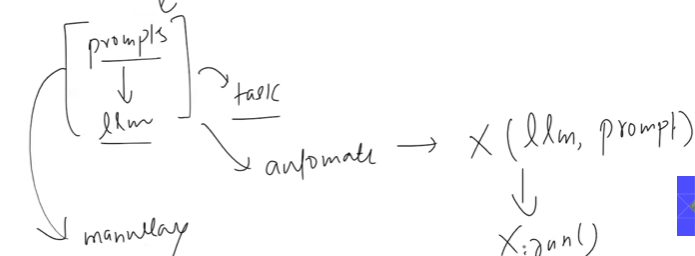 prompts
llm
task
automate → X (llm, prompt)
manually
X.run()